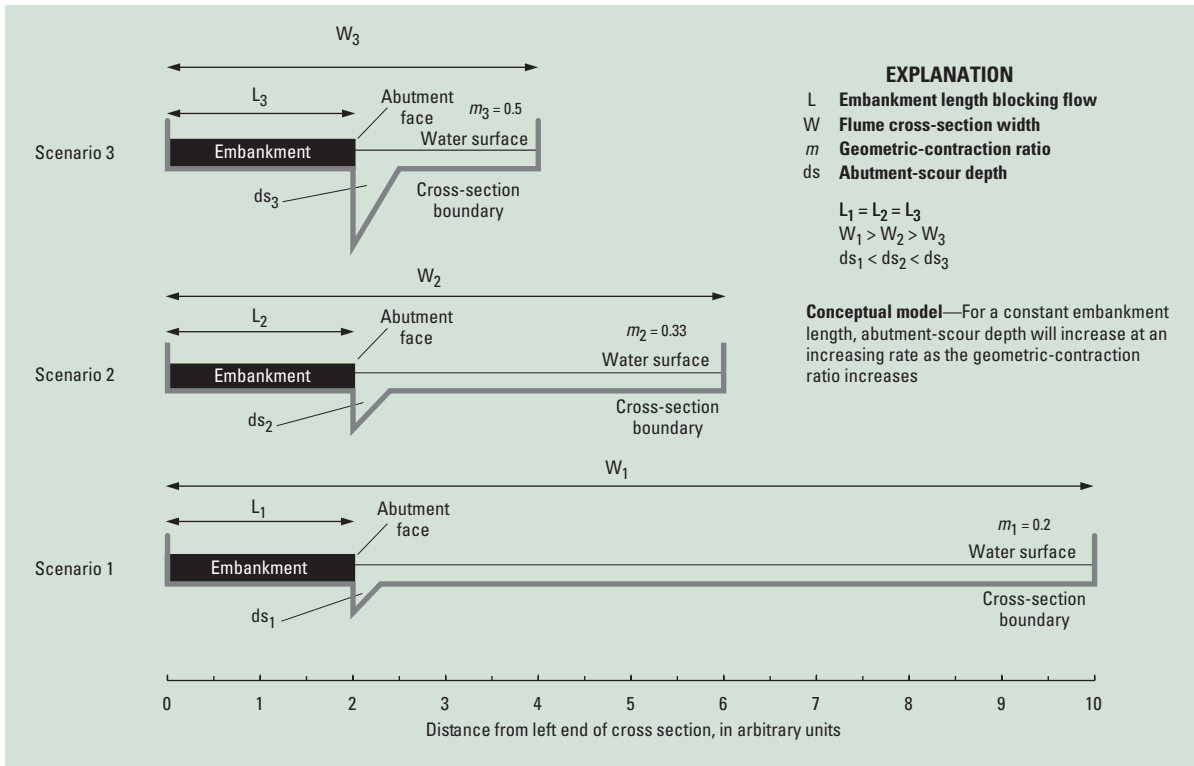 W3
L3
Abutment
face
m3 = 0.5
Water surface
Scenario 3
Embankment
ds3
Cross-section
boundary
EXPLANATION
L Embankment length blocking flow
W Flume cross-section width
m Geometric-contraction ratio
ds Abutment-scour depth
L1 = L2 = L3
W1 > W2 > W3
ds1 < ds2 < ds3
Conceptual model—For a constant embankment
length, abutment-scour depth will increase at an
increasing rate as the geometric-contraction
ratio increases
W2
L2
Abutment
face
m2 = 0.33
Water surface
Scenario 2
Embankment
ds2
Cross-section
boundary
W1
L1
Abutment
face
m1 = 0.2
Water surface
Scenario 1
Embankment
ds1
Cross-section
boundary
0 1 2 3 4 5 6 7 8 9 10
Distance from left end of cross section, in arbitrary units